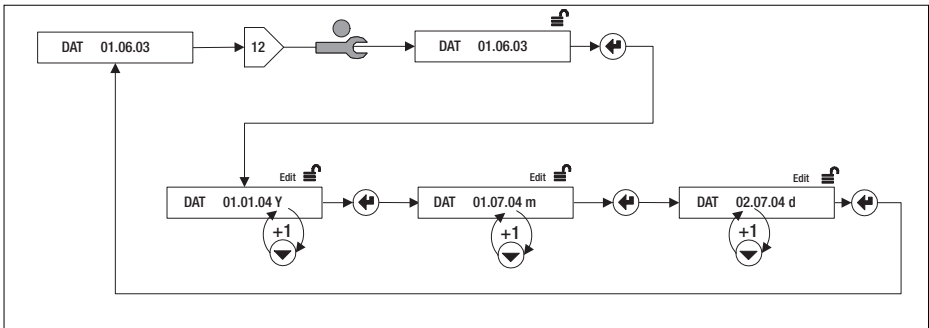 DAT 01.06.03
12
DAT 01.06.03
Edit
DAT 01.01.04 Y
+1
Edit
DAT 01.07.04 m
+1
Edit
DAT 02.07.04 d
+1